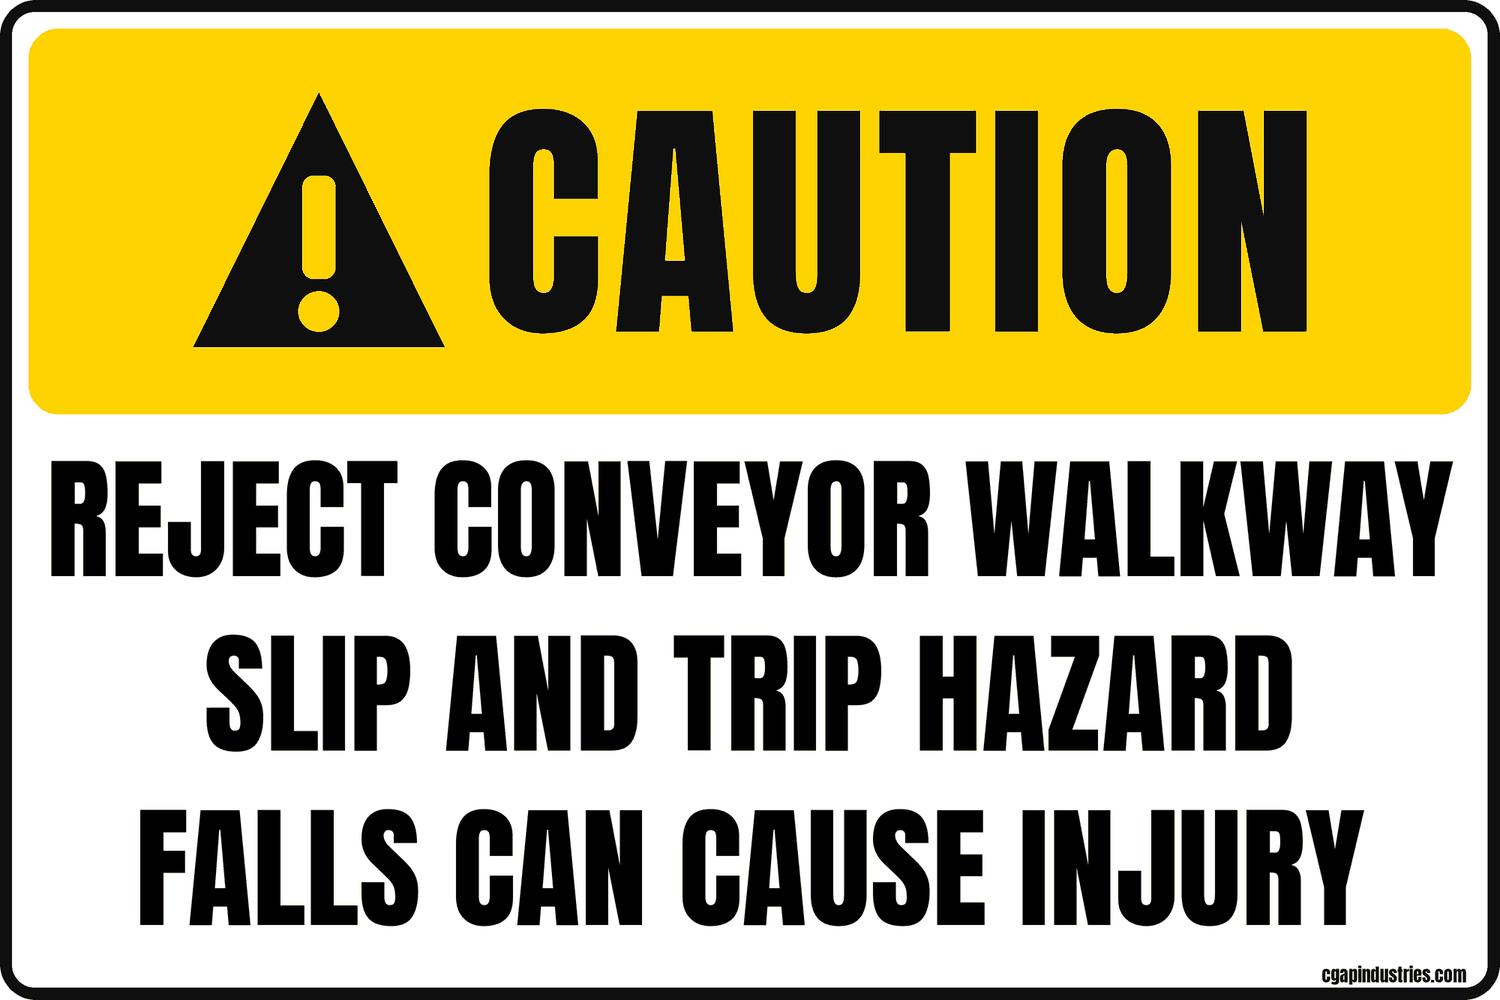 CAUTION
REJECT CONVEYOR WALKWAY
SLIP AND TRIP HAZARD
FALLS CAN CAUSE INJURY
cgapindustries.com